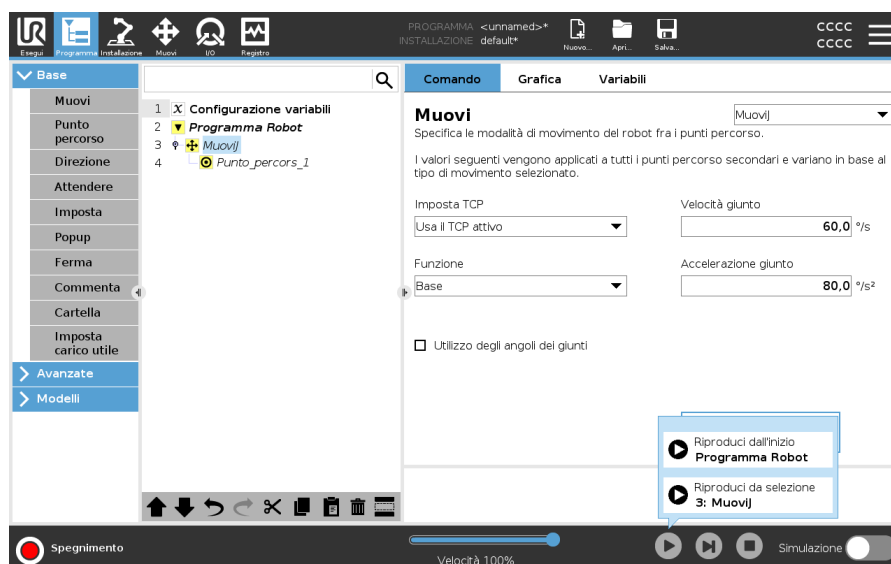 PROGRAMMA <unnamed>*
INSTALLAZIONE default*
cccc
cccc
UR
Esegui
Programma
Installazione
Muovi
I/O
Registro
Nuovo...
Apri...
Salva...
Base
Muovi
Punto
percorso
Direzione
Attendere
Imposta
Popup
Ferma
Commenta
Cartella
Imposta
carico utile
Avanzate
Modelli
1 X Configurazione variabili
2 Programma Robot
3 MuoviJ
4 Punto_percors_1
Comando Grafica Variabili
Muovi
MuoviJ
Specifica le modalità di movimento del robot fra i punti percorso.
I valori seguenti vengono applicati a tutti i punti percorso secondari e variano in base al
tipo di movimento selezionato.
Imposta TCP
Usa il TCP attivo
Velocità giunto
60,0 °/s
Funzione
Base
Accelerazione giunto
80,0 °/s²
Utilizzo degli angoli dei giunti
Riproduci dall'inizio
Programma Robot
Riproduci da selezione
3: MuoviJ
Spegnimento
Velocità 100%
Simulazione